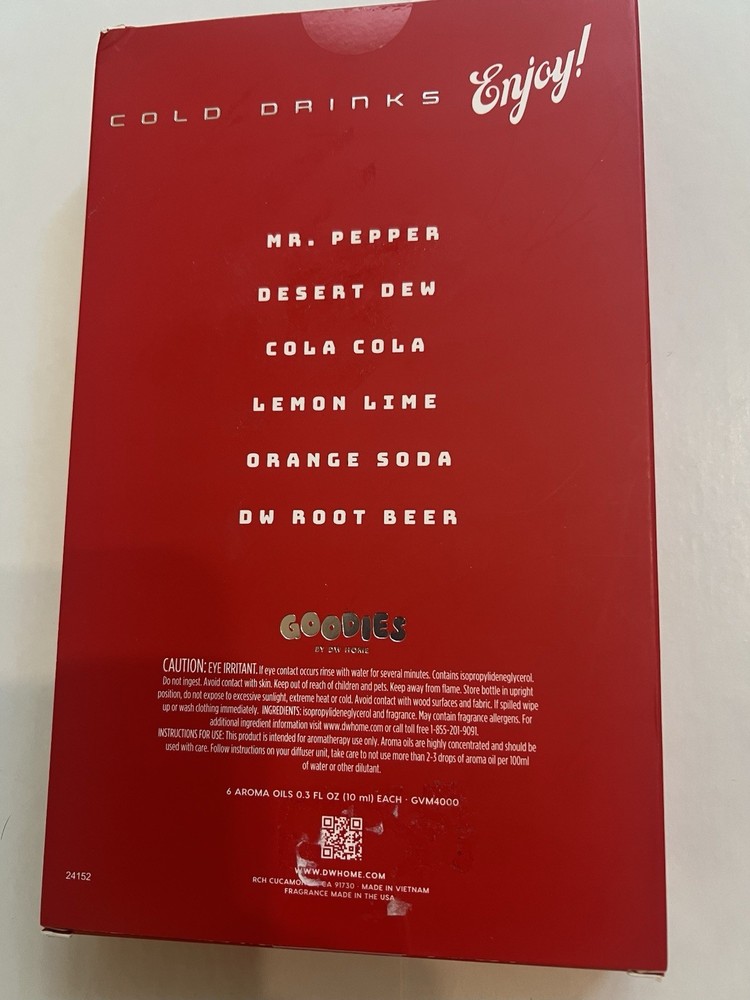 COLD DRINKS Enjoy!
MR. PEPPER
DESERT DEW
COLA COLA
LEMON LIME
ORANGE SODA
DW ROOT BEER
GOODIES
BY DW HOME
CAUTION: EYE IRRITANT. If eye contact occurs rinse with water for several minutes. Contains isopropylideneglycerol.
Do not ingest. Avoid contact with skin. Keep out of reach of children and pets. Keep away from flame. Store bottle in upright
position, do not expose to excessive sunlight, extreme heat or cold. Avoid contact with wood surfaces and fabric. If spilled wipe
up or wash clothing immediately. INGREDIENTS: isopropylideneglycerol and fragrance. May contain fragrance allergens. For
additional ingredient information visit www.dwhome.com or call toll free 1-855-201-9091.
INSTRUCTIONS FOR USE: This product is intended for aromatherapy use only. Aroma oils are highly concentrated and should be
used with care. Follow instructions on your diffuser unit, take care to not use more than 2-3 drops of aroma oil per 100ml
of water or other dilutant.
6 AROMA OILS 0.3 FL OZ (10 ml) EACH · GVM4000
WWW.DWHOME.COM
24152
RCH CUCAMON CA 91730 · MADE IN VIETNAM
FRAGRANCE MADE IN THE USA